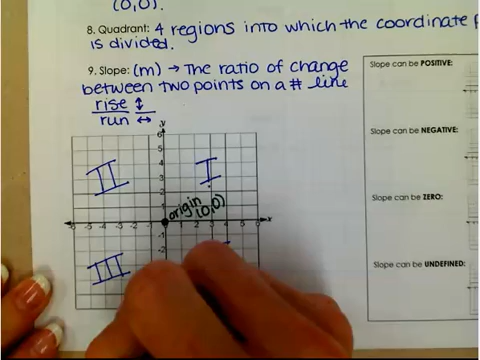 (0,0).
8. Quadrant: 4 regions into which the coordinate
is divided.
9. Slope: (m) → The ratio of change
between two points on a # line
rise ↕
run ↔
Slope can be POSITIVE:
Slope can be NEGATIVE:
Slope can be ZERO:
Slope can be UNDEFINED:
y
II
I
origin
(0,0)
x
III